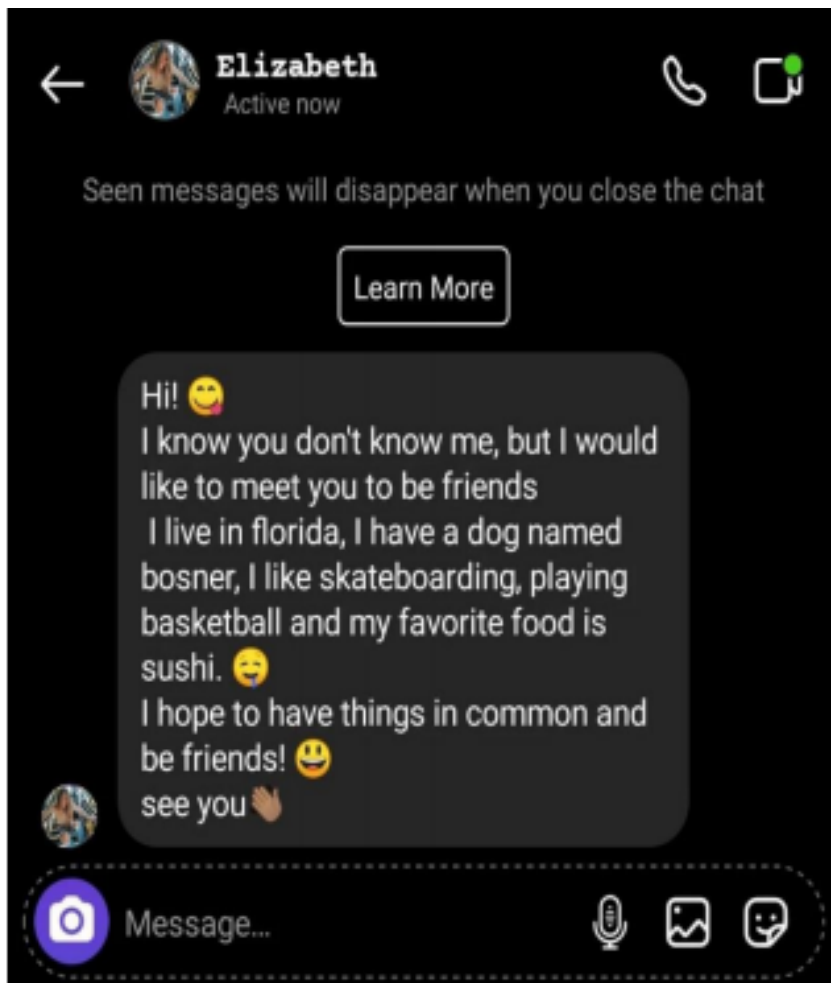 Elizabeth
Active now
Seen messages will disappear when you close the chat
Learn More
Hi! 😋
I know you don't know me, but I would
like to meet you to be friends
I live in florida, I have a dog named
bosner, I like skateboarding, playing
basketball and my favorite food is
sushi. 🤤
I hope to have things in common and
be friends! 😃
see you👋🏽
Message...